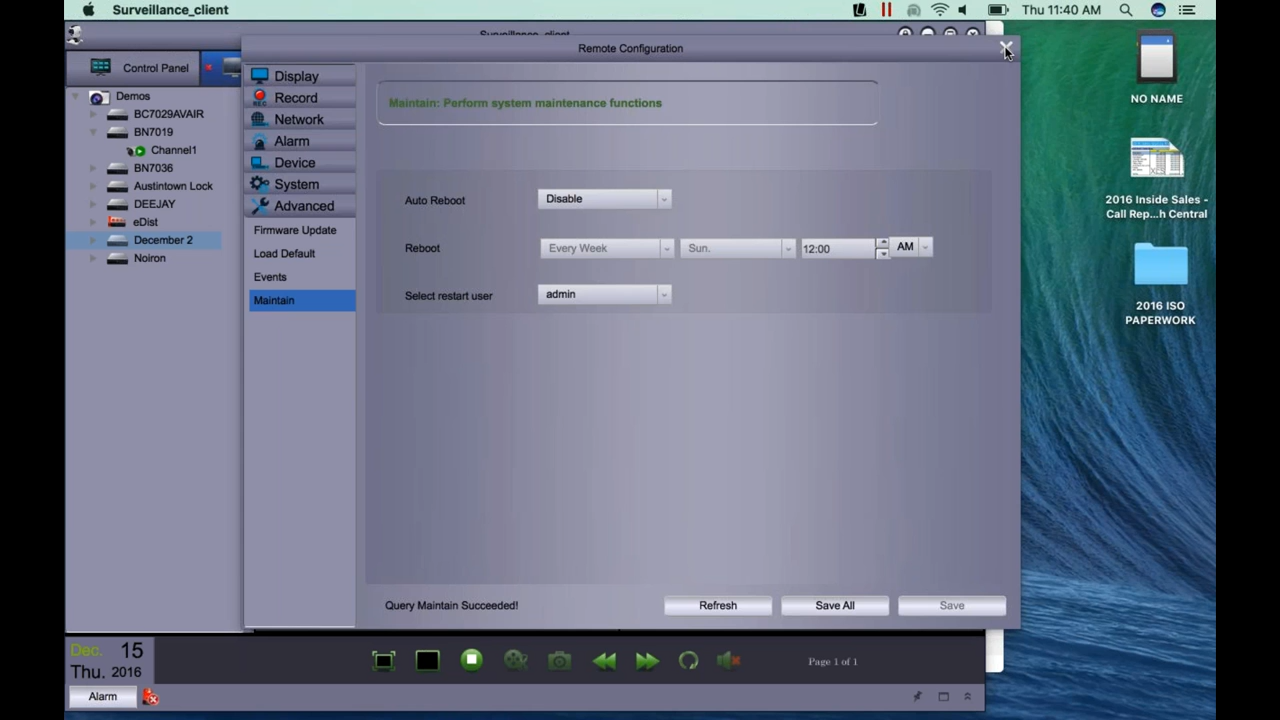 Surveillance_client
Thu 11:40 AM
Remote Configuration
Control Panel
Demos
BC7029AVAIR
BN7019
Channel1
BN7036
Austintown Lock
DEEJAY
eDist
December 2
Noiron
Display
REC
Record
Network
Alarm
Device
System
Advanced
Firmware Update
Load Default
Events
Maintain
Maintain: Perform system maintenance functions
Auto Reboot
Disable
Reboot
Every Week
Sun.
12:00
AM
Select restart user
admin
Query Maintain Succeeded!
Refresh
Save All
Save
Dec. 15
Thu. 2016
Page 1 of 1
Alarm
NO NAME
2016 Inside Sales -
Call Rep...h Central
2016 ISO
PAPERWORK